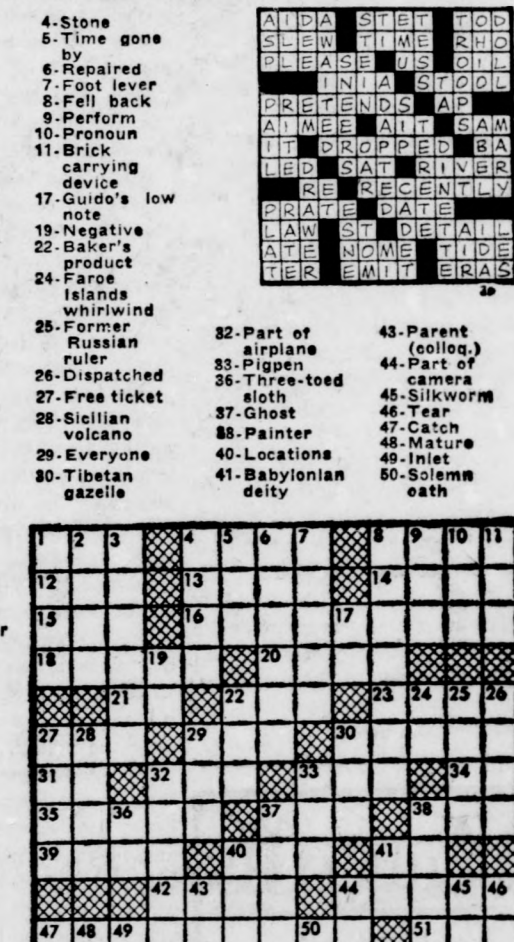 4-Stone
5-Time gone
by
6-Repaired
7-Foot lever
8-Fell back
9-Perform
10-Pronoun
11-Brick
carrying
device
17-Guido's low
note
19-Negative
22-Baker's
product
24-Faroe
Islands
whirlwind
25-Former
Russian
ruler
26-Dispatched
27-Free ticket
28-Sicilian
volcano
29-Everyone
30-Tibetan
gazelle
AIDA STET TOD
SLEW TIME RHO
PLEASE US OIL
INIA STOOL
PRETENDS AP
AIMEE AIT SAM
IT DROPPED BA
LED SAT RIVER
RE RECENTLY
PRATE DATE
LAW ST DETAIL
ATE NOME TIDE
TER EMIT ERAS
32-Part of
airplane
33-Pigpen
36-Three-toed
sloth
37-Ghost
38-Painter
40-Locations
41-Babylonian
deity
43-Parent
(colloq.)
44-Part of
camera
45-Silkworm
46-Tear
47-Catch
48-Mature
49-Inlet
50-Solemn
oath
1 2 3 4 5 6 7 8 9 10 11
12 13 14
15 16 17
18 19 20
21 22 23 24 25 26
27 28 29 30
31 32 33 34
35 36 37 38
39 40 41
42 43 44 45 46
47 48 49 50 51